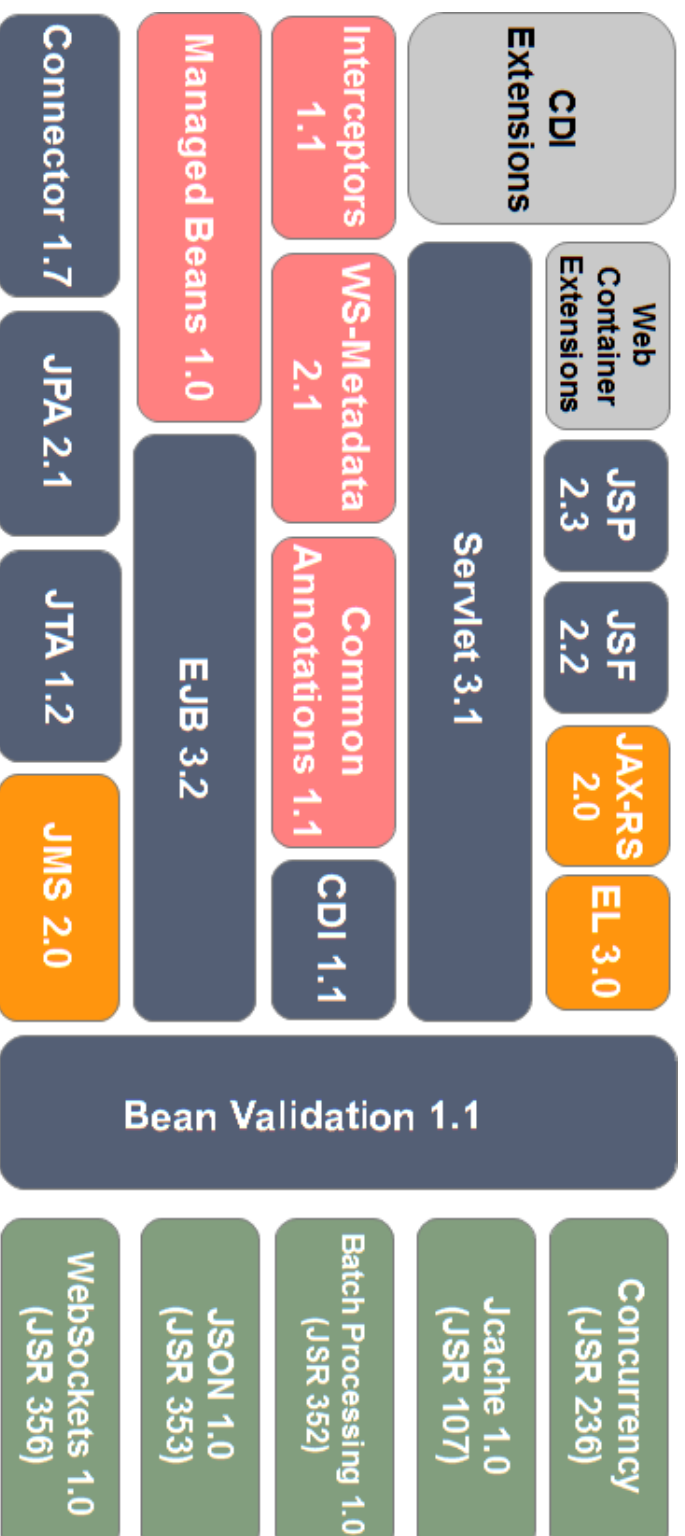 CDI
Extensions
Web
Container
Extensions
JSP
2.3
JSF
2.2
JAX-RS
2.0
EL 3.0
Servlet 3.1
Interceptors
1.1
WS-Metadata
2.1
Common
Annotations 1.1
CDI 1.1
Managed Beans 1.0
EJB 3.2
Connector 1.7
JPA 2.1
JTA 1.2
JMS 2.0
Bean Validation 1.1
Concurrency
(JSR 236)
Jcache 1.0
(JSR 107)
Batch Processing 1.0
(JSR 352)
JSON 1.0
(JSR 353)
WebSockets 1.0
(JSR 356)